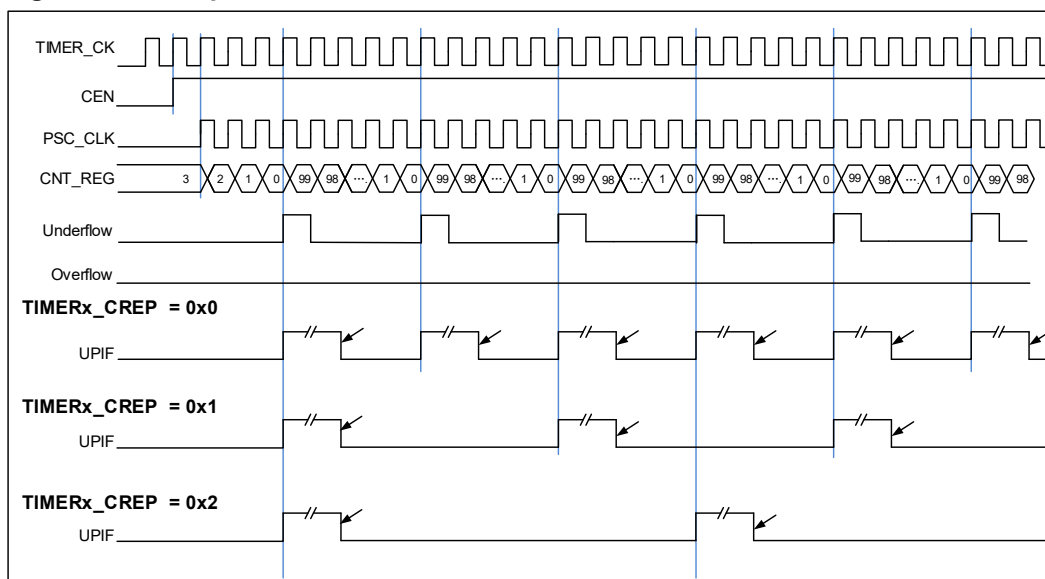 TIMER_CK
CEN
PSC_CLK
CNT_REG 3 2 1 0 99 98 ... 1 0 99 98 ... 1 0 99 98 ... 1 0 99 98 ... 1 0 99 98 ... 1 0 99 98
Underflow
Overflow
TIMERx_CREP = 0x0
UPIF
TIMERx_CREP = 0x1
UPIF
TIMERx_CREP = 0x2
UPIF